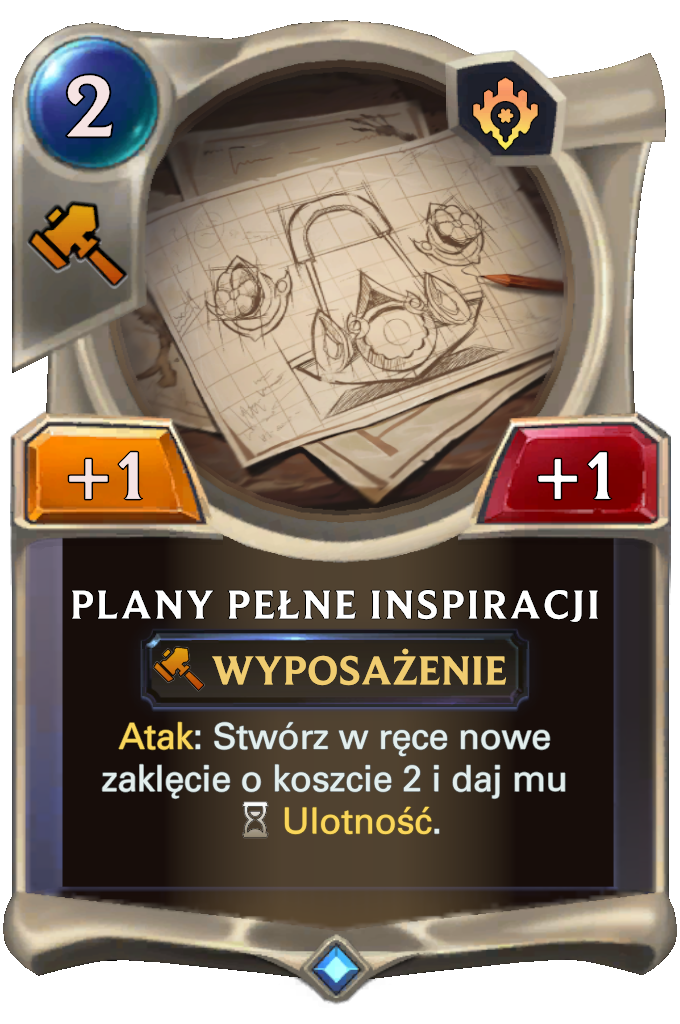 2
+1
+1
PLANY PEŁNE INSPIRACJI
WYPOSAŻENIE
Atak: Stwórz w ręce nowe
zaklęcie o koszcie 2 i daj mu
Ulotność.